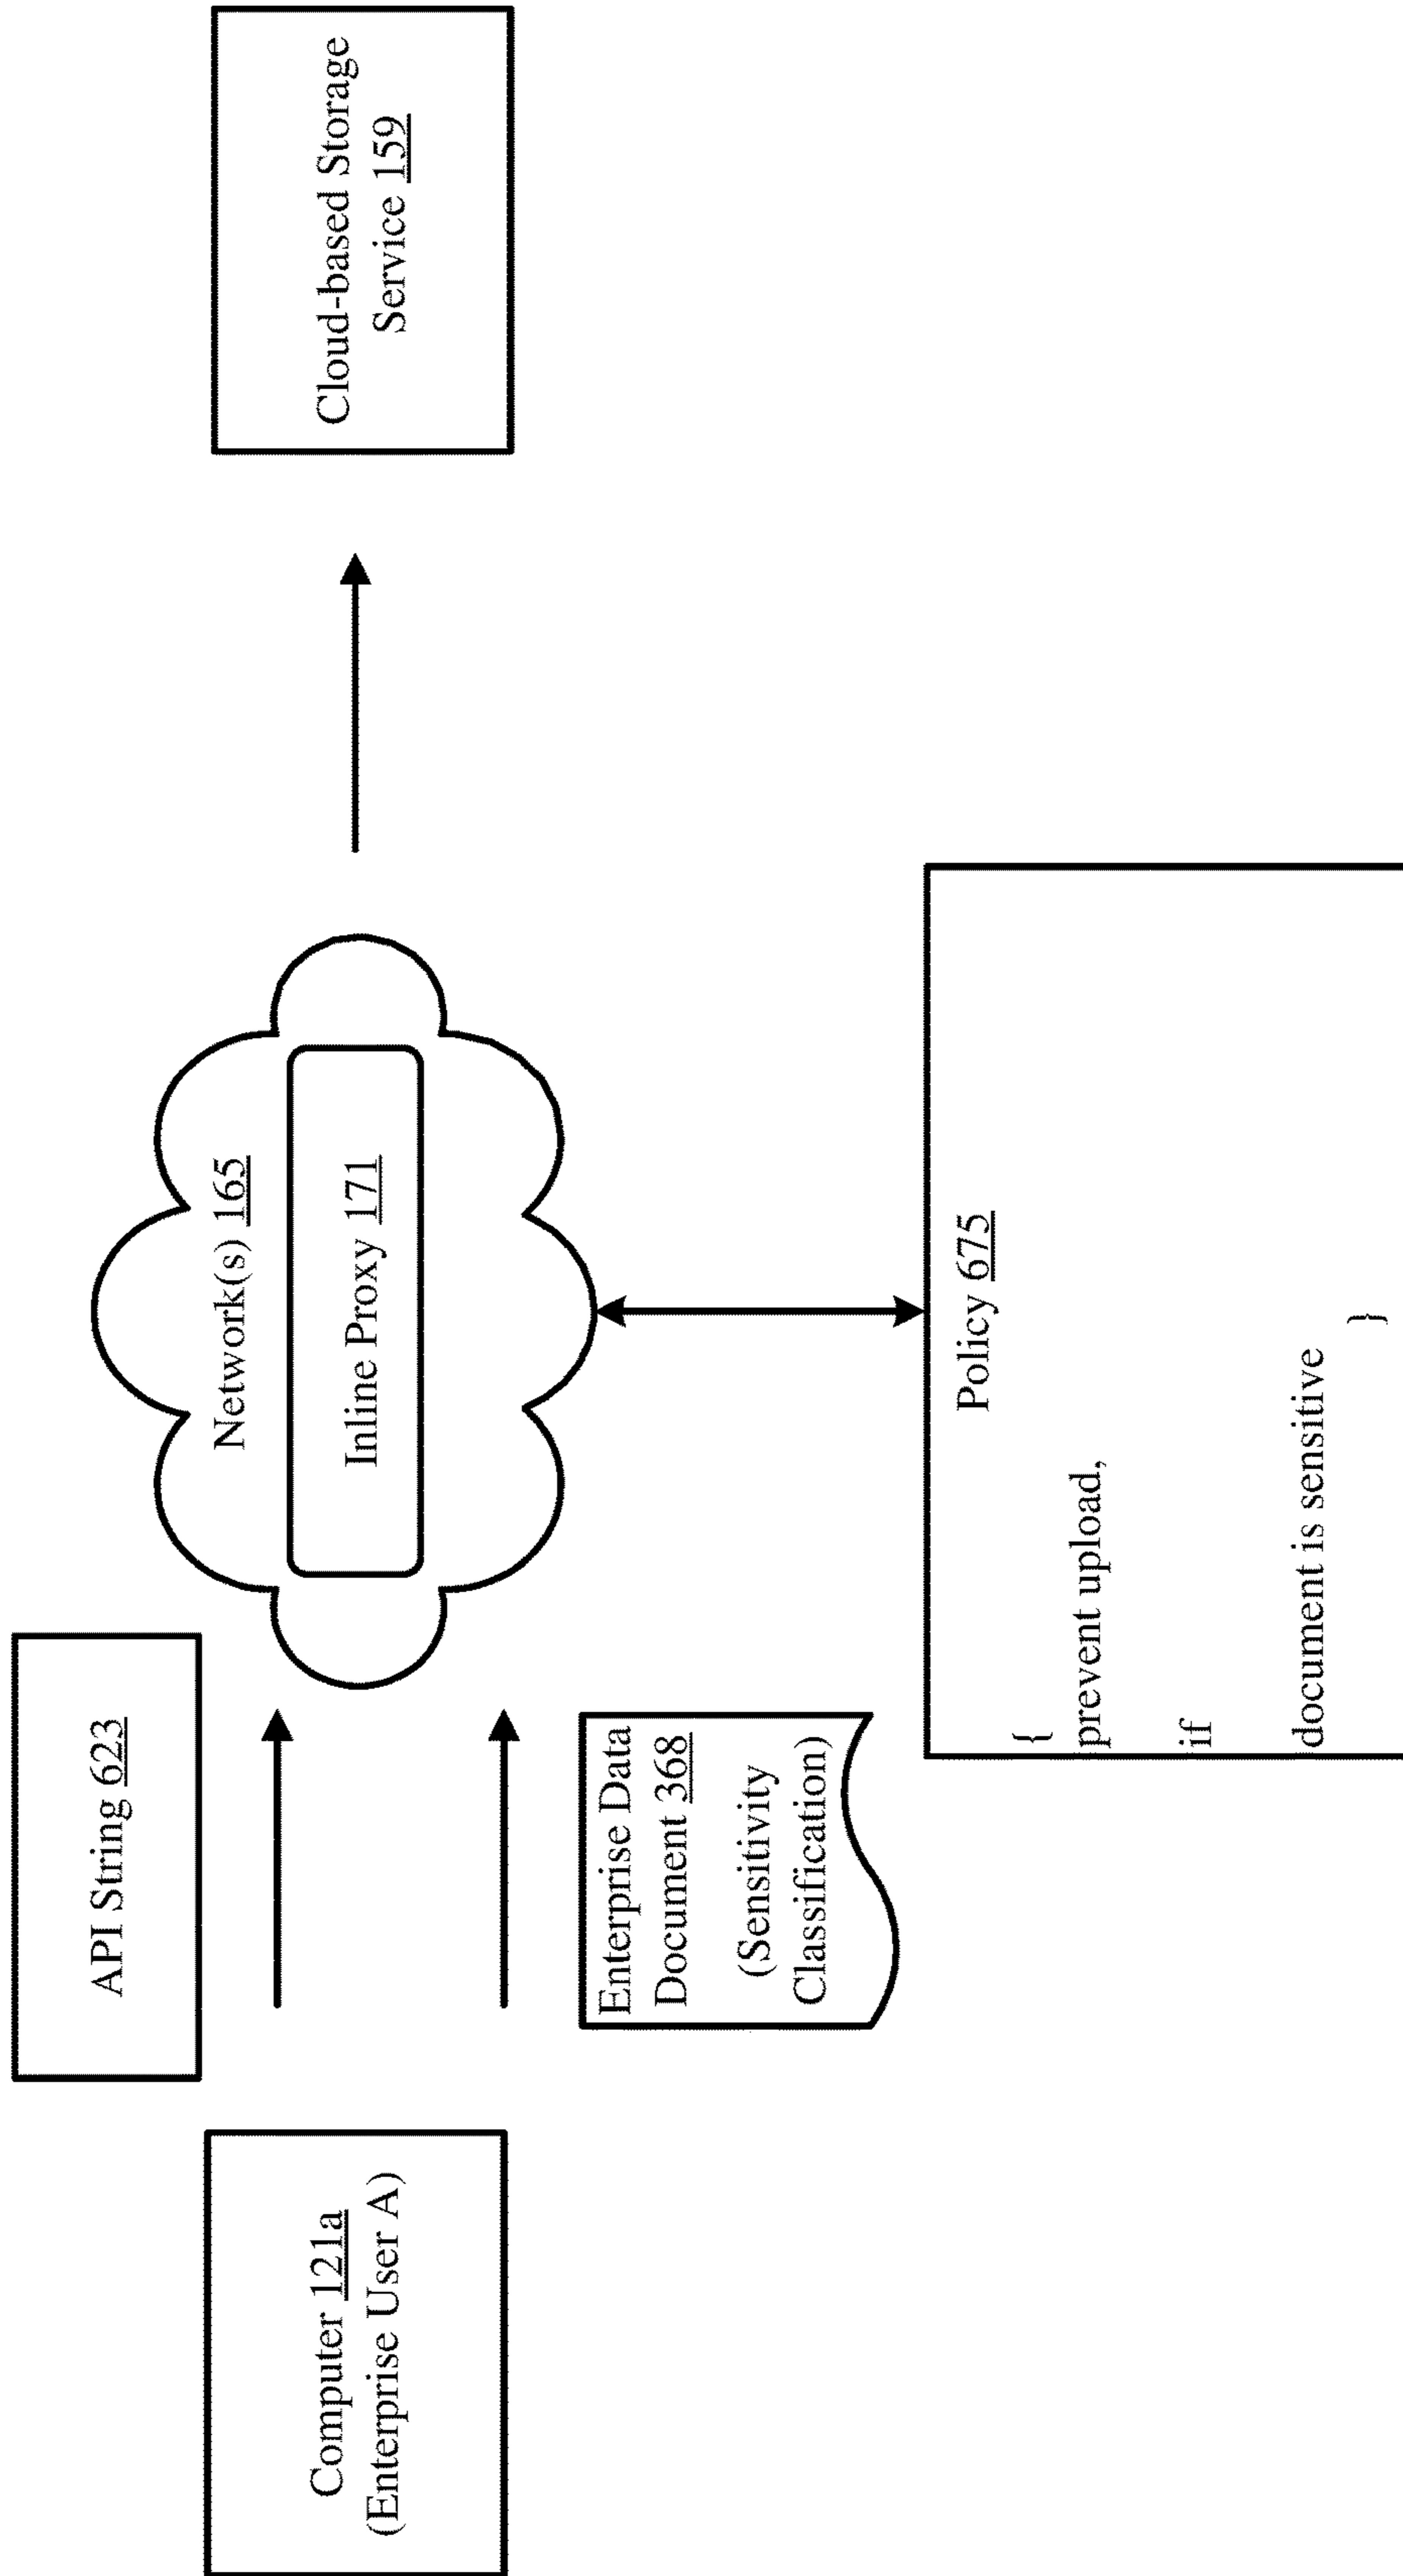 API String 623
Computer 121a
(Enterprise User A)
Network(s) 165
Inline Proxy 171
Cloud-based Storage
Service 159
Enterprise Data
Document 368
(Sensitivity
Classification)
Policy 675
{
prevent upload,
if
document is sensitive
}